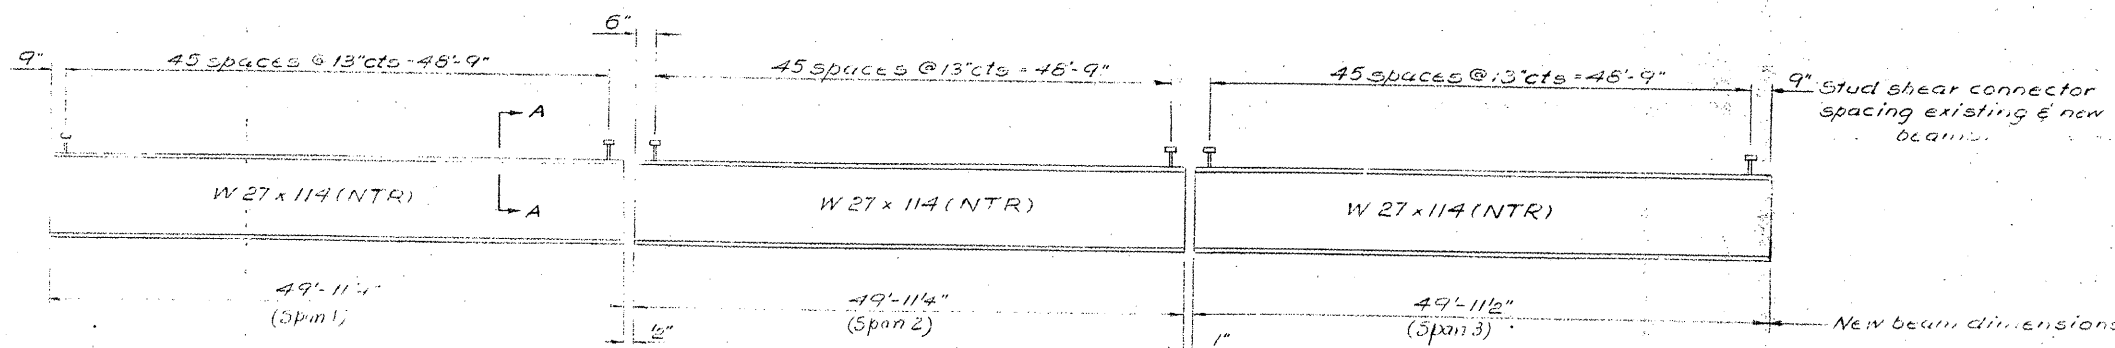 6"
9"
45 spaces @ 13"cts - 48'-9"
45 spaces @ 13"cts = 48'-9"
45 spaces @ 13"cts = 48'-9"
9"
Stud shear connector
spacing existing & new
A
A
W 27 x 114 (NTR)
W 27 x 114 (NTR)
W 27 x 114 (NTR)
49'-11¼"
(Span 1)
½"
49'-11¼"
(Span 2)
1"
49'-11½"
(Span 3)
New beam dimensions